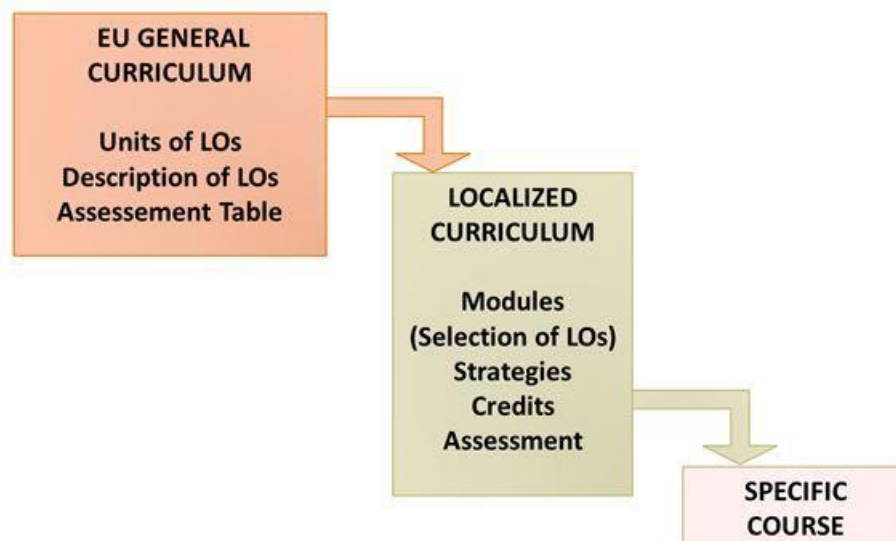 EU GENERAL
CURRICULUM
Units of LOs
Description of LOs
Assessement Table
LOCALIZED
CURRICULUM
Modules
(Selection of LOs)
Strategies
Credits
Assessment
SPECIFIC
COURSE